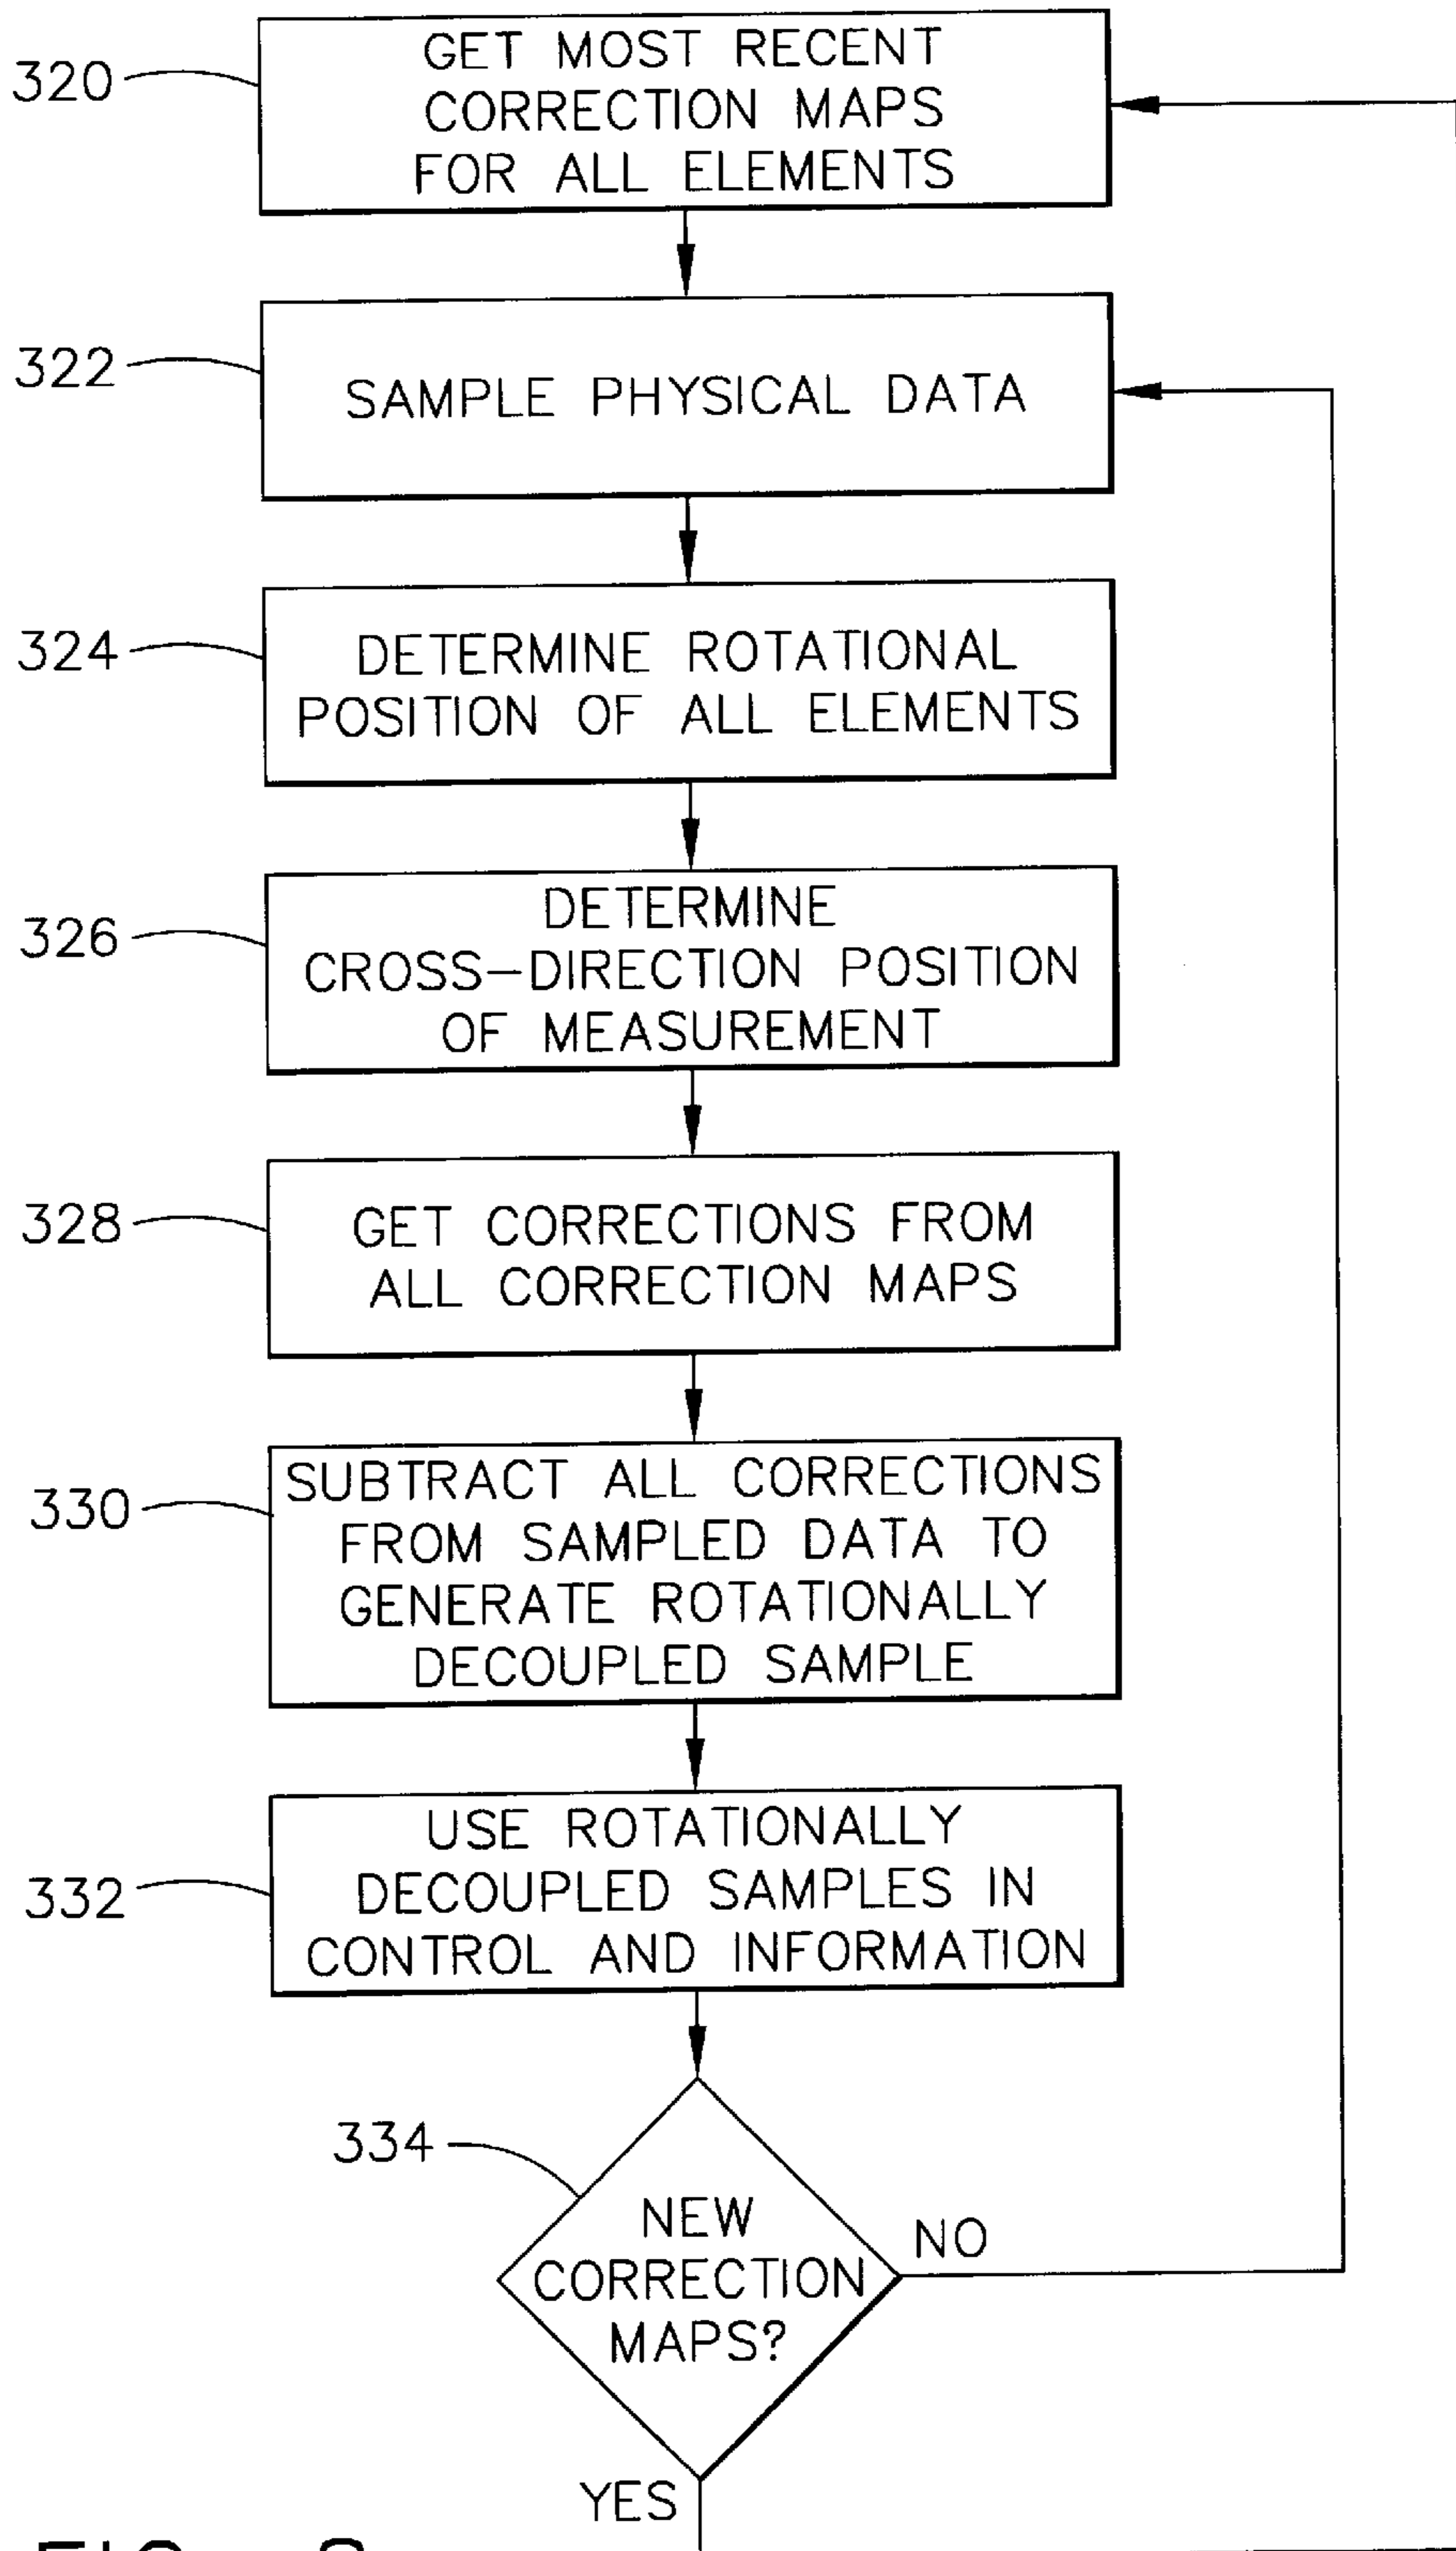 320
GET MOST RECENT
CORRECTION MAPS
FOR ALL ELEMENTS
322
SAMPLE PHYSICAL DATA
324
DETERMINE ROTATIONAL
POSITION OF ALL ELEMENTS
326
DETERMINE
CROSS-DIRECTION POSITION
OF MEASUREMENT
328
GET CORRECTIONS FROM
ALL CORRECTION MAPS
330
SUBTRACT ALL CORRECTIONS
FROM SAMPLED DATA TO
GENERATE ROTATIONALLY
DECOUPLED SAMPLE
332
USE ROTATIONALLY
DECOUPLED SAMPLES IN
CONTROL AND INFORMATION
334
NEW
CORRECTION
MAPS?
NO
YES